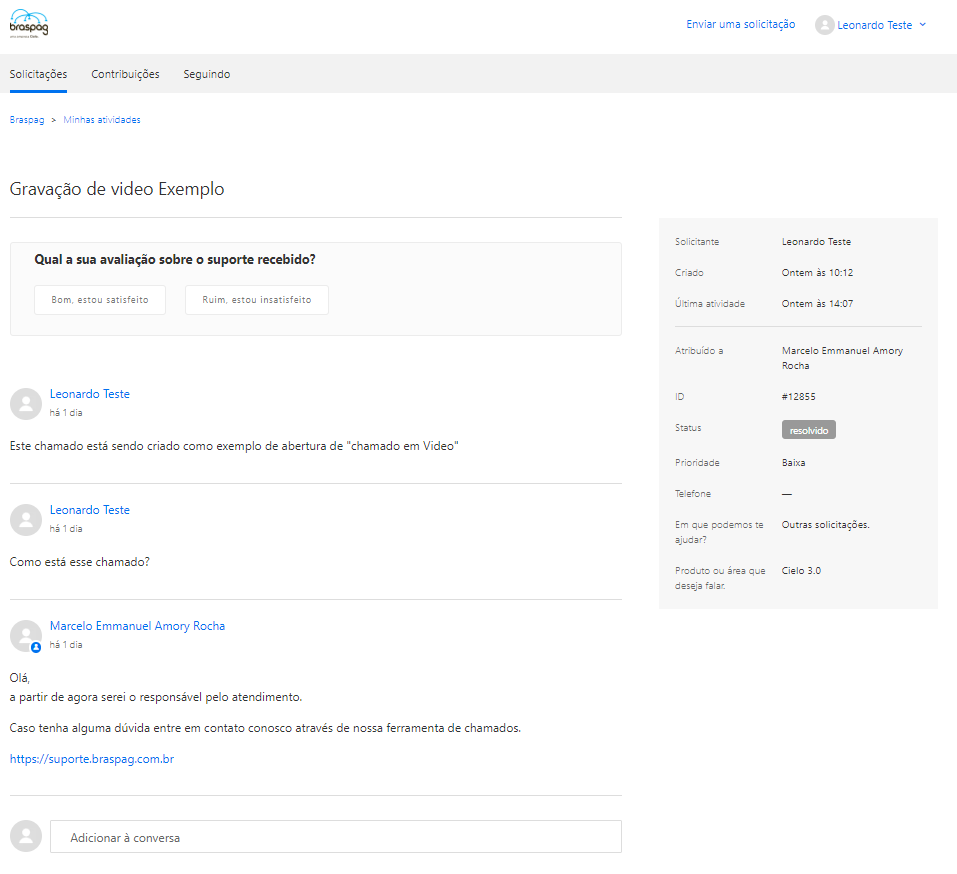 braspag
Enviar uma solicitação
Leonardo Teste
Solicitações Contribuições Seguindo
Braspag > Minhas atividades
Gravação de video Exemplo
Qual a sua avaliação sobre o suporte recebido?
Bom, estou satisfeito
Ruim, estou insatisfeito
Leonardo Teste
há 1 dia
Este chamado está sendo criado como exemplo de abertura de "chamado em Video"
Leonardo Teste
há 1 dia
Como está esse chamado?
Marcelo Emmanuel Amory Rocha
há 1 dia
Olá,
a partir de agora serei o responsável pelo atendimento.
Caso tenha alguma dúvida entre em contato conosco através de nossa ferramenta de chamados.
https://suporte.braspag.com.br
Adicionar à conversa
Solicitante Leonardo Teste
Criado Ontem às 10:12
Última atividade Ontem às 14:07
Atribuído a Marcelo Emmanuel Amory
Rocha
ID #12855
Status resolvido
Prioridade Baixa
Telefone —
Em que podemos te Outras solicitações.
ajudar?
Produto ou área que Cielo 3.0
deseja falar.